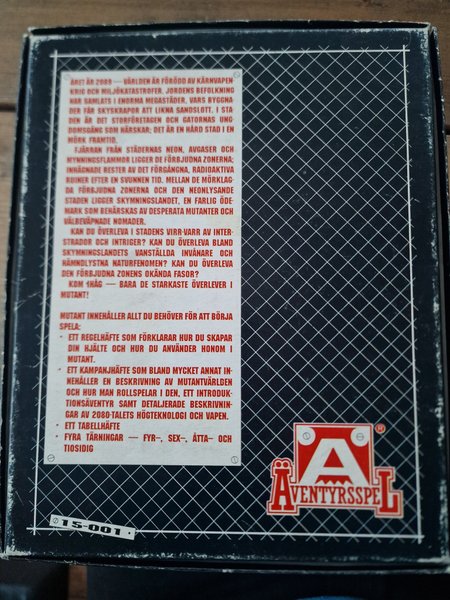 ÅRET ÄR 2089 — VÄRLDEN ÄR FÖRÖDD AV KÄRNVAPEN
KRIG OCH MILJÖKATASTROFER. JORDENS BEFOLKNING
HAR SAMLATS I ENORMA MEGASTÄDER, VARS BYGGNA
DER FÅR SKYSKRAPOR ATT LIKNA SANDSLOTT. I STA
DEN ÄR DET STORFÖRETAGEN OCH GATORNAS UNG
DOMSGÄNG SOM HÄRSKAR; DET ÄR EN HÅRD STAD I EN
MÖRK FRAMTID.
FJÄRRAN FRÅN STÄDERNAS NEON, AVGASER OCH
MYNNINGSFLAMMOR LIGGER DE FÖRBJUDNA ZONERNA;
INHÄGNADE RESTER AV DET FÖRGÅNGNA, RADIOAKTIVA
RUINER EFTER EN SVUNNEN TID. MELLAN DE MÖRKLAG
DA FÖRBJUDNA ZONERNA OCH DEN NEONLYSANDE
STADEN LIGGER SKYMNINGSLANDET, EN FARLIG ÖDE-
MARK SOM BEHÄRSKAS AV DESPERATA MUTANTER OCH
VÄLBEVÄPNADE NOMADER.
KAN DU ÖVERLEVA I STADENS VIRR-VARR AV INTER-
STRADOR OCH INTRIGER? KAN DU ÖVERLEVA BLAND
SKYMNINGSLANDETS VANSTÄLLDA INVÅNARE OCH
HÄMNDLYSTNA NATURFENOMEN? KAN DU ÖVERLEVA
DEN FÖRBJUDNA ZONENS OKÄNDA FASOR?
KOM IHÅG — BARA DE STARKASTE ÖVERLEVER I
MUTANT!
MUTANT INNEHÅLLER ALLT DU BEHÖVER FÖR ATT BÖRJA
SPELA:
• ETT REGELHÄFTE SOM FÖRKLARAR HUR DU SKAPAR
DIN HJÄLTE OCH HUR DU ANVÄNDER HONOM I
MUTANT.
• ETT KAMPANJHÄFTE SOM BLAND MYCKET ANNAT IN-
NEHÅLLER EN BESKRIVNING AV MUTANTVÄRLDEN
OCH HUR MAN ROLLSPELAR I DEN, ETT INTRODUK-
TIONSÄVENTYR SAMT DETALJERADE BESKRIVNIN-
GAR AV 2080-TALETS HÖGTEKNOLOGI OCH VAPEN.
• ETT TABELLHÄFTE
• FYRA TÄRNINGAR — FYR-, SEX-, ÅTTA- OCH
TIOSIDIG
A
®
ÄVENTYRSSPEL
15-001